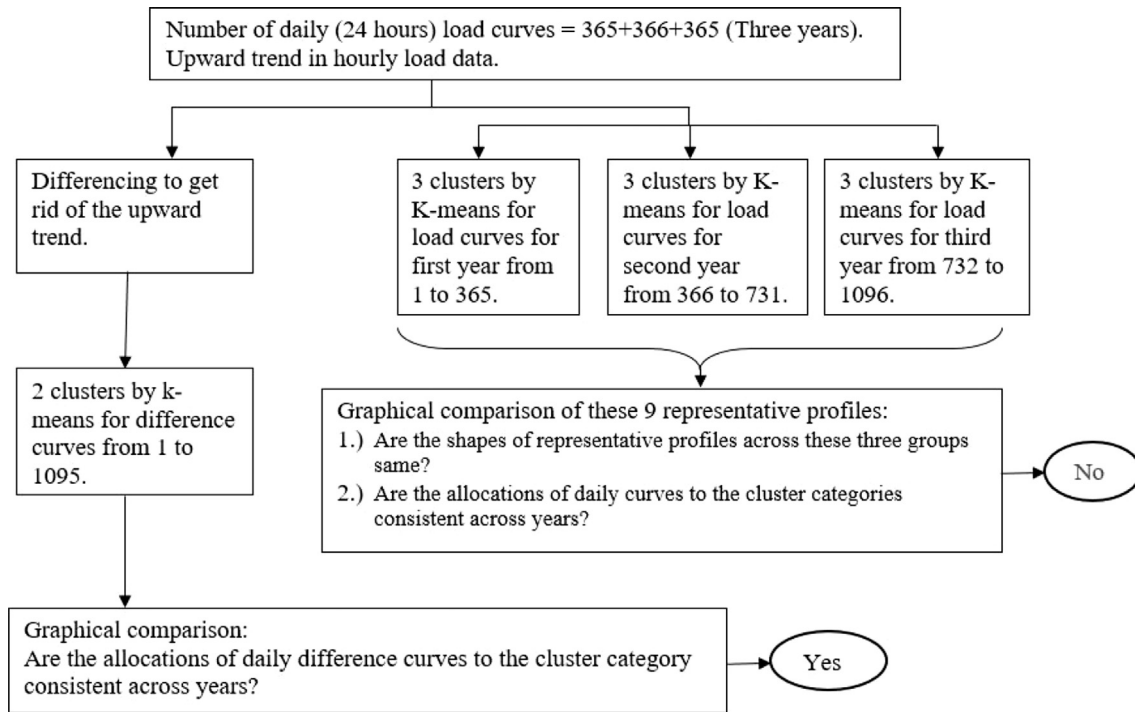 Number of daily (24 hours) load curves = 365+366+365 (Three years).
Upward trend in hourly load data.
Differencing to get
rid of the upward
trend.
3 clusters by
K-means for
load curves for
first year from
1 to 365.
3 clusters by K-
means for load
curves for
second year
from 366 to 731.
3 clusters by K-
means for load
curves for third
year from 732 to
1096.
2 clusters by k-
means for difference
curves from 1 to
1095.
Graphical comparison of these 9 representative profiles:
1.) Are the shapes of representative profiles across these three groups
same?
2.) Are the allocations of daily curves to the cluster categories
consistent across years?
No
Graphical comparison:
Are the allocations of daily difference curves to the cluster category
consistent across years?
Yes